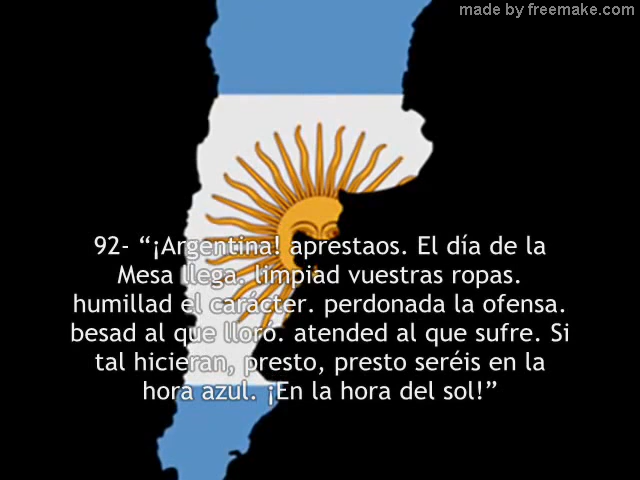 made by freemake.com
92- “¡Argentina! aprestaos. El día de la
Mesa llega. limpiad vuestras ropas.
humillad el carácter. perdonada la ofensa.
besad al que lloró. atended al que sufre. Si
tal hicieran, presto, presto seréis en la
hora azul. ¡En la hora del sol!”